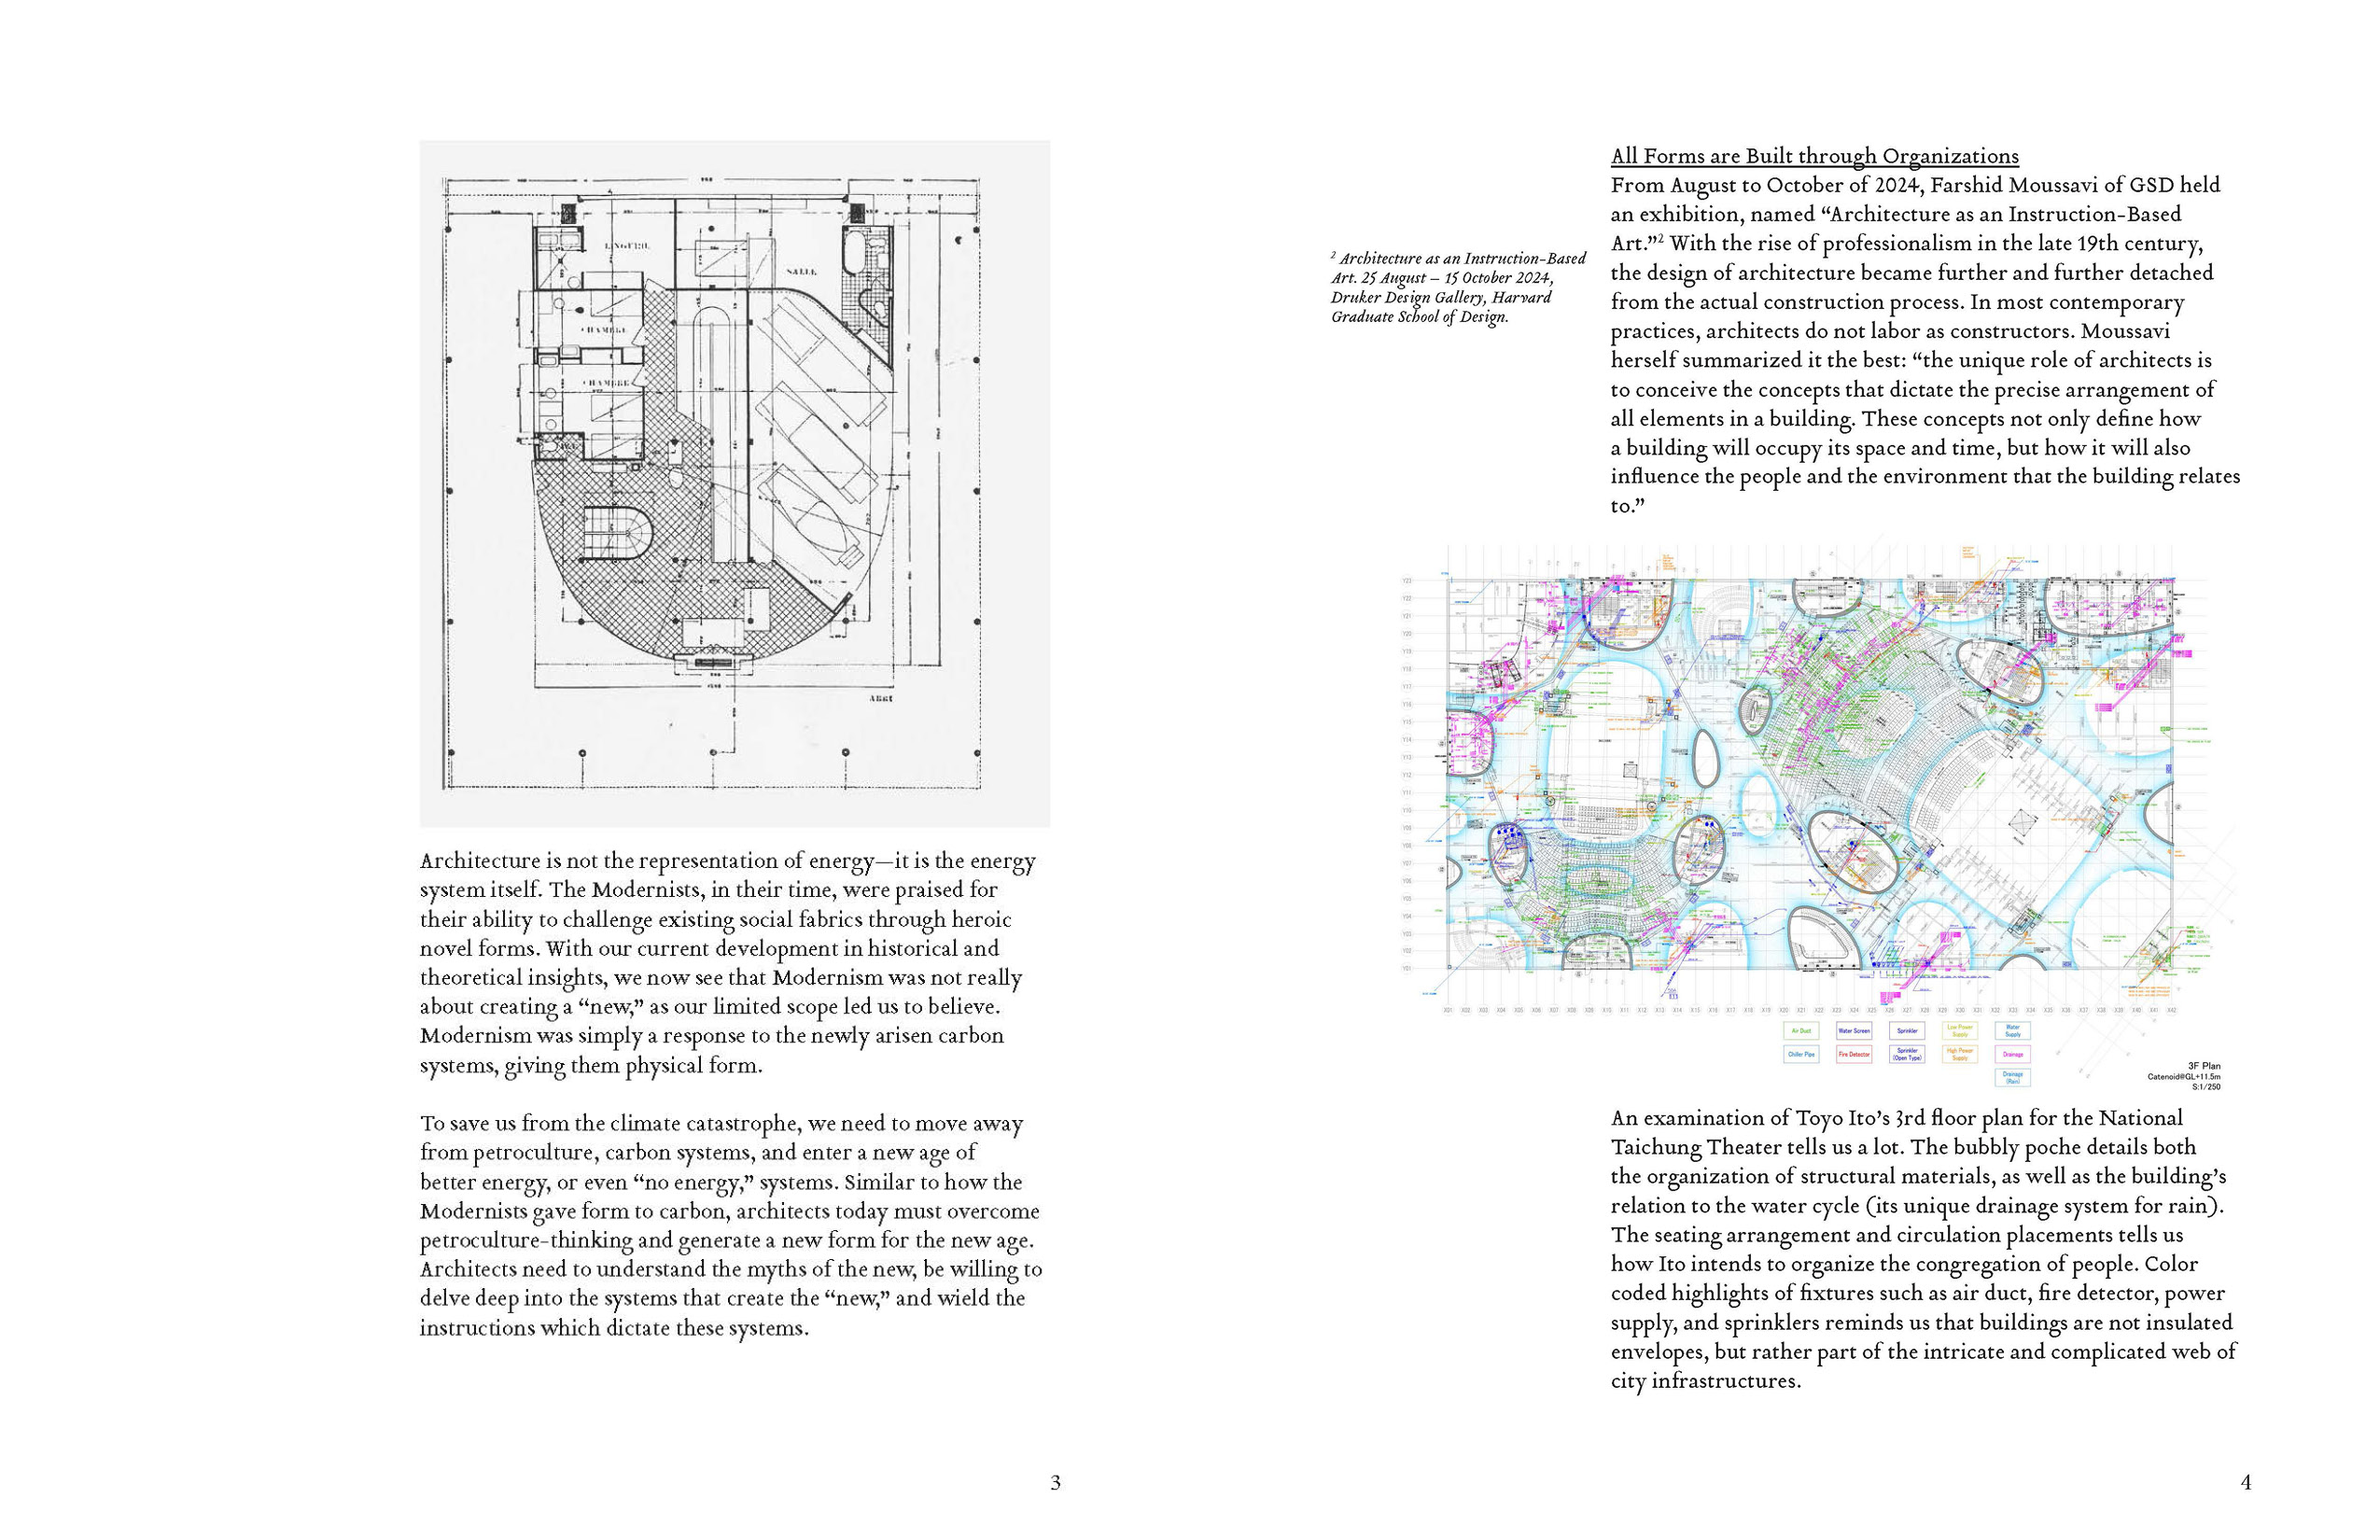 LINGERIE
SALLE
CHAMBRE
CHAMBRE
Architecture is not the representation of energy—it is the energy
system itself. The Modernists, in their time, were praised for
their ability to challenge existing social fabrics through heroic
novel forms. With our current development in historical and
theoretical insights, we now see that Modernism was not really
about creating a “new,” as our limited scope led us to believe.
Modernism was simply a response to the newly arisen carbon
systems, giving them physical form.
To save us from the climate catastrophe, we need to move away
from petroculture, carbon systems, and enter a new age of
better energy, or even “no energy,” systems. Similar to how the
Modernists gave form to carbon, architects today must overcome
petroculture-thinking and generate a new form for the new age.
Architects need to understand the myths of the new, be willing to
delve deep into the systems that create the “new,” and wield the
instructions which dictate these systems.
3
All Forms are Built through Organizations
From August to October of 2024, Farshid Moussavi of GSD held
an exhibition, named “Architecture as an Instruction-Based
Art.”² With the rise of professionalism in the late 19th century,
the design of architecture became further and further detached
from the actual construction process. In most contemporary
practices, architects do not labor as constructors. Moussavi
herself summarized it the best: “the unique role of architects is
to conceive the concepts that dictate the precise arrangement of
all elements in a building. These concepts not only define how
a building will occupy its space and time, but how it will also
influence the people and the environment that the building relates
to.”
² Architecture as an Instruction-Based
Art. 25 August – 15 October 2024,
Druker Design Gallery, Harvard
Graduate School of Design.
Air Duct
Water Screen
Sprinkler
Low Power
Supply
Water
Supply
Chiller Pipe
Fire Detector
Sprinkler
(Open Type)
High Power
Supply
Drainage
Drainage
(Rain)
3F Plan
Catenoid@GL+11.5m
S:1/250
An examination of Toyo Ito’s 3rd floor plan for the National
Taichung Theater tells us a lot. The bubbly poche details both
the organization of structural materials, as well as the building’s
relation to the water cycle (its unique drainage system for rain).
The seating arrangement and circulation placements tells us
how Ito intends to organize the congregation of people. Color
coded highlights of fixtures such as air duct, fire detector, power
supply, and sprinklers reminds us that buildings are not insulated
envelopes, but rather part of the intricate and complicated web of
city infrastructures.
4